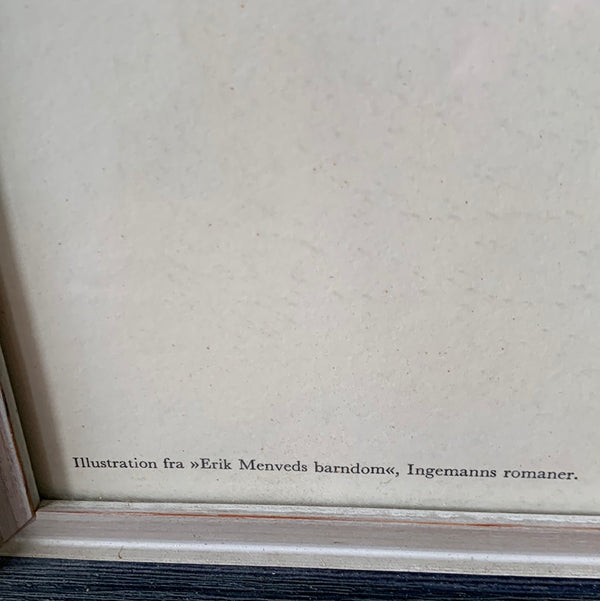 Illustration fra »Erik Menveds barndom«, Ingemanns romaner.